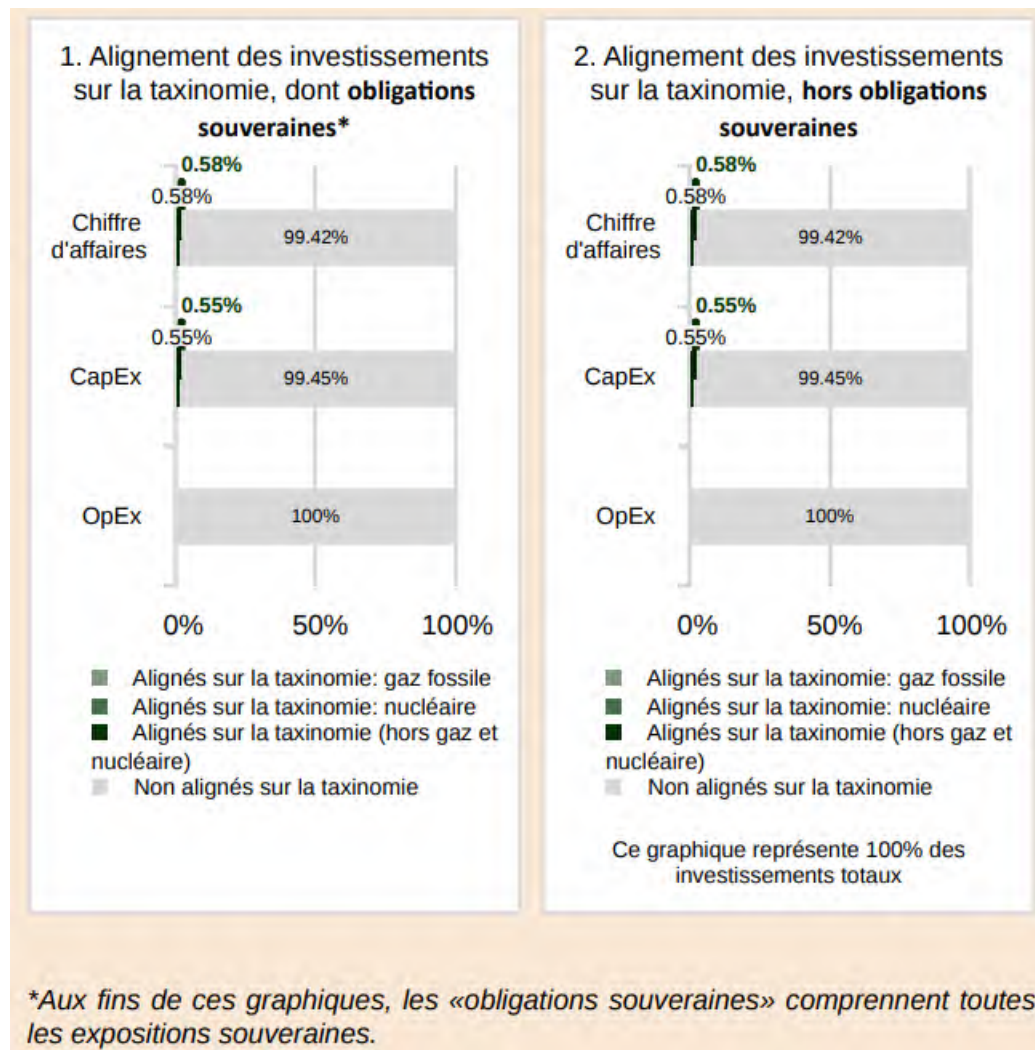 1. Alignement des investissements
sur la taxinomie, dont obligations
souveraines*
0.58%
0.58%
Chiffre
d'affaires
99.42%
0.55%
0.55%
CapEx
99.45%
OpEx
100%
0%
50%
100%
Alignés sur la taxinomie: gaz fossile
Alignés sur la taxinomie: nucléaire
Alignés sur la taxinomie (hors gaz et
nucléaire)
Non alignés sur la taxinomie
2. Alignement des investissements
sur la taxinomie, hors obligations
souveraines
0.58%
0.58%
Chiffre
d'affaires
99.42%
0.55%
0.55%
CapEx
99.45%
OpEx
100%
0%
50%
100%
Alignés sur la taxinomie: gaz fossile
Alignés sur la taxinomie: nucléaire
Alignés sur la taxinomie (hors gaz et
nucléaire)
Non alignés sur la taxinomie
Ce graphique représente 100% des
investissements totaux
*Aux fins de ces graphiques, les «obligations souveraines» comprennent toutes
les expositions souveraines.